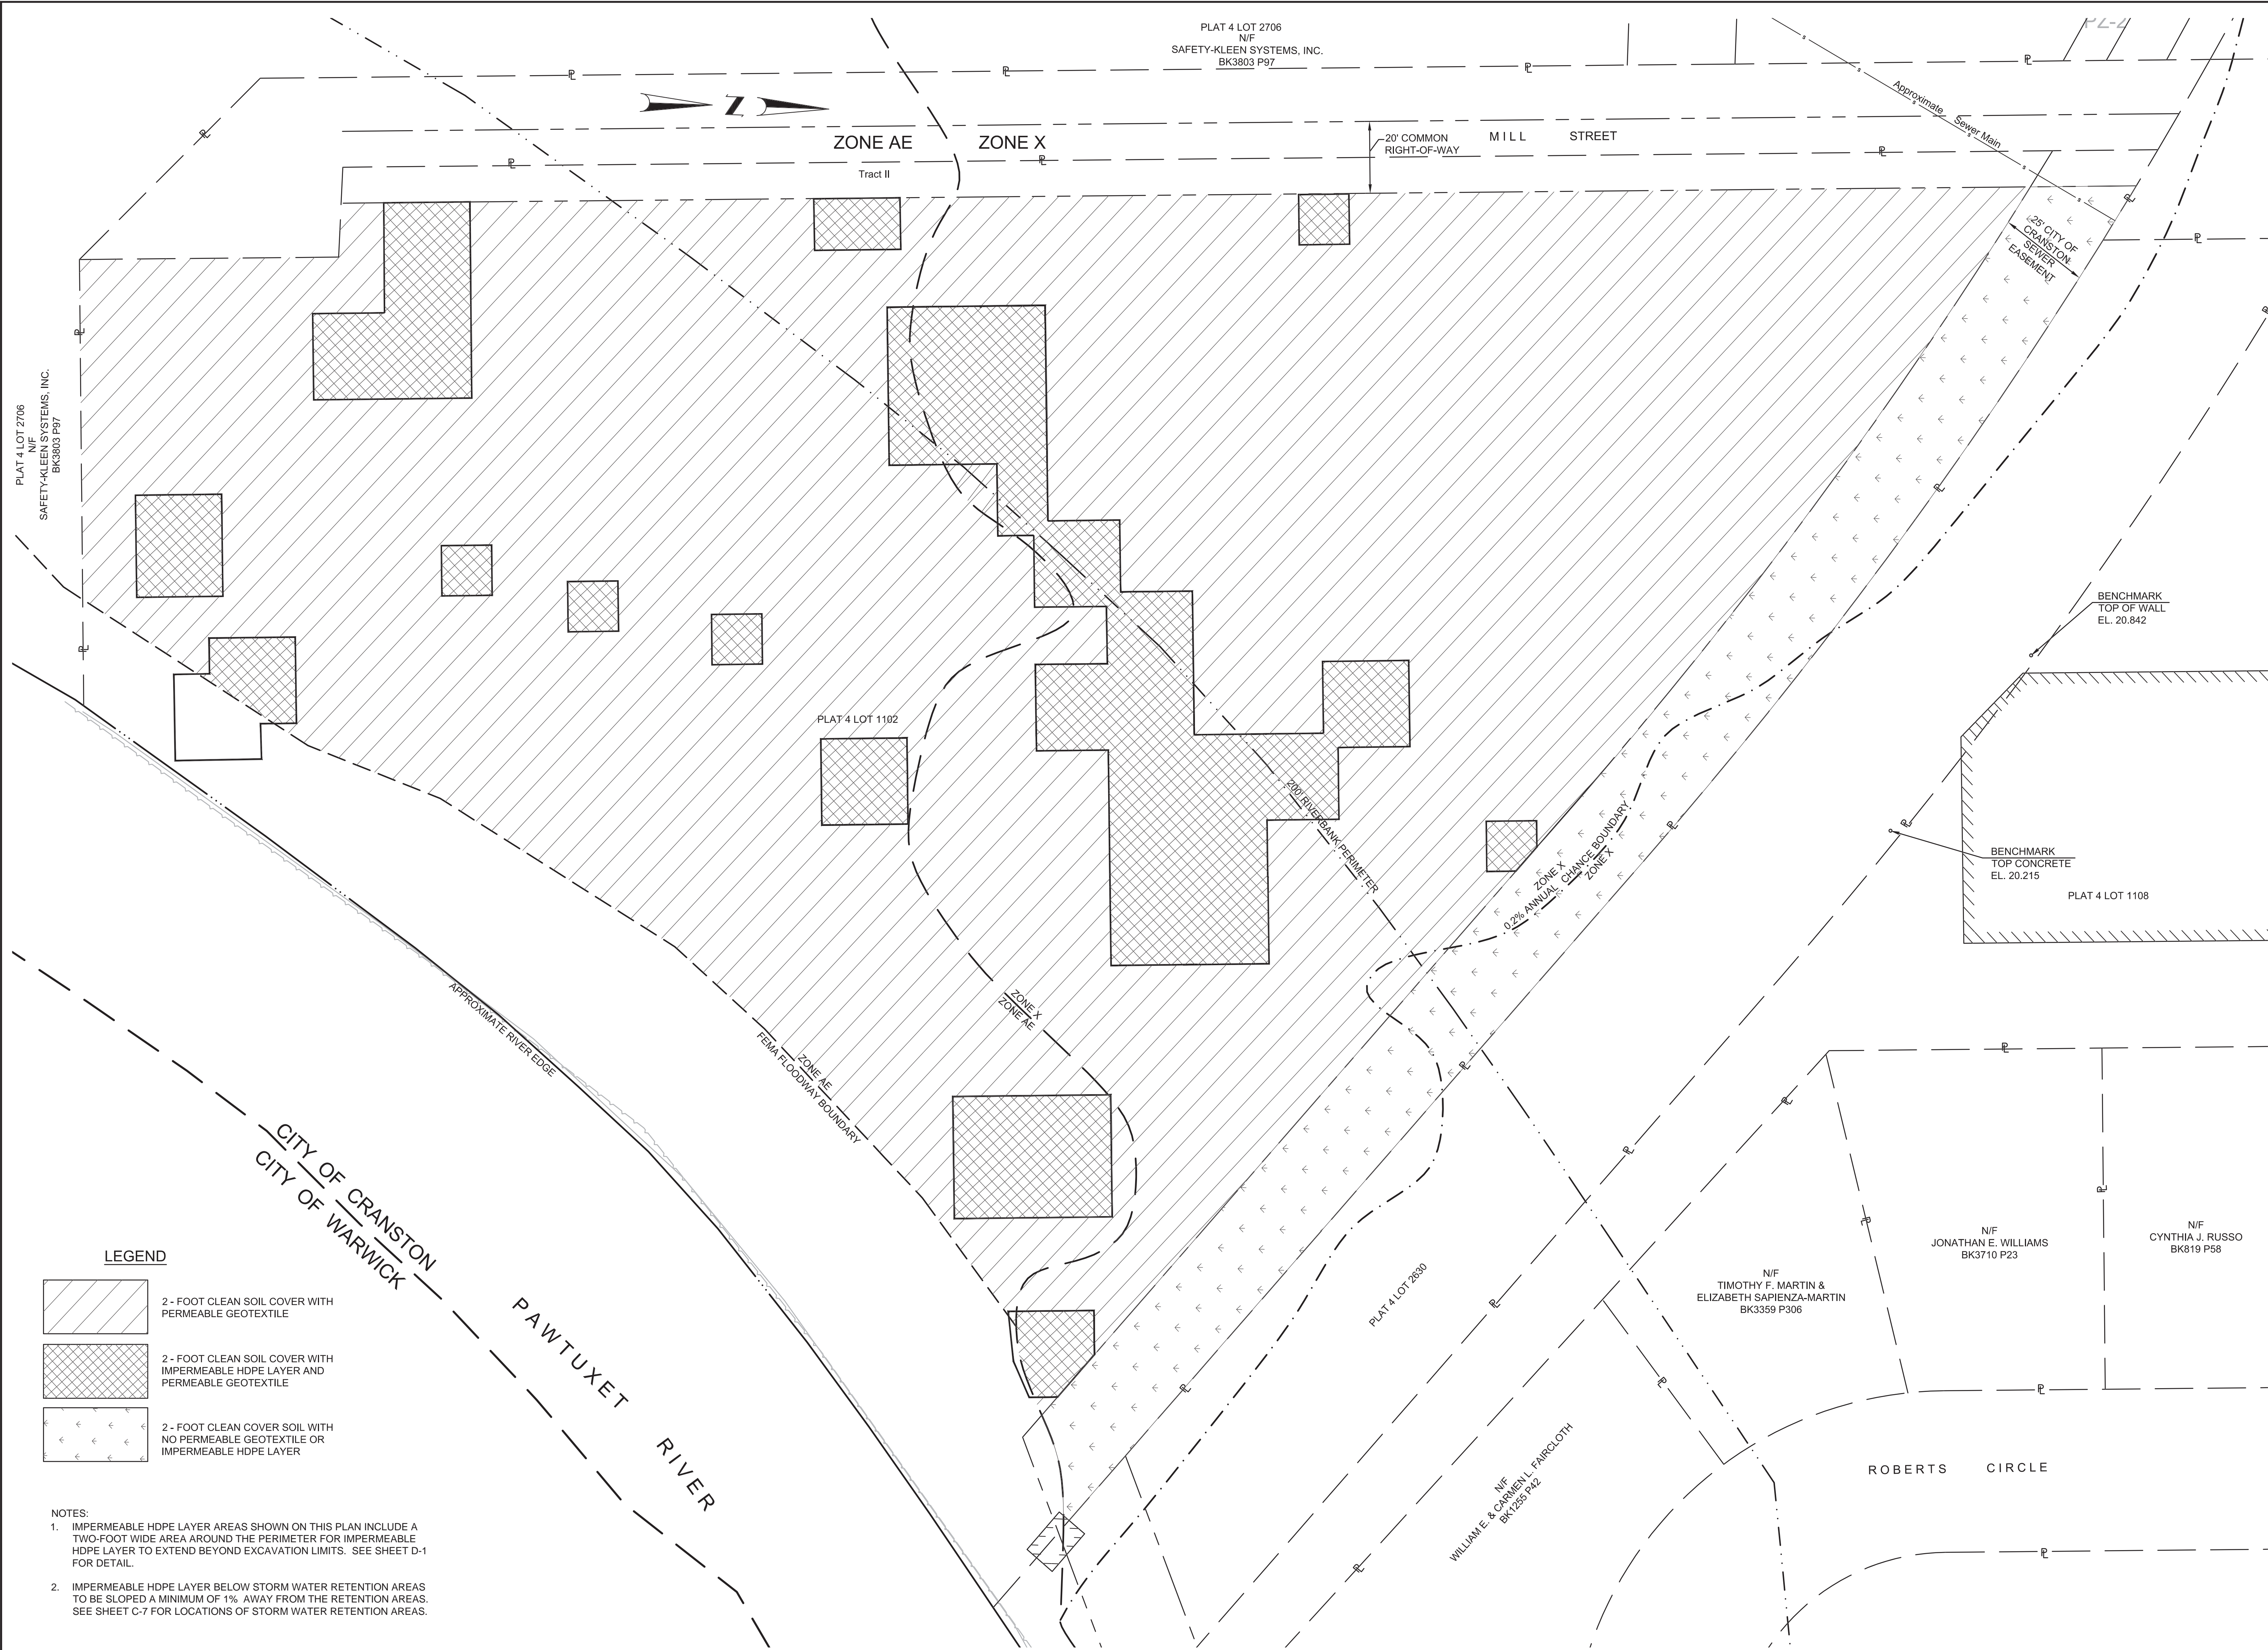 PLAT 4 LOT 2706
N/F
SAFETY-KLEEN SYSTEMS, INC.
BK3803 P97
PZ-2
Approximate
Sewer Main
ZONE AE
ZONE X
20' COMMON
RIGHT-OF-WAY
MILL STREET
Tract II
25' CITY OF
CRANSTON
SEWER
EASEMENT
PLAT 4 LOT 2706
N/F
SAFETY-KLEEN SYSTEMS, INC.
BK3803 P97
BENCHMARK
TOP OF WALL
EL. 20.842
PLAT 4 LOT 1102
200' RIVERBANK PERIMETER
ZONE X
0.2% ANNUAL CHANCE BOUNDARY
ZONE X
BENCHMARK
TOP CONCRETE
EL. 20.215
PLAT 4 LOT 1108
APPROXIMATE RIVER EDGE
ZONE X
ZONE AE
ZONE AE
FEMA FLOODWAY BOUNDARY
CITY OF CRANSTON
CITY OF WARWICK
PAWTUXET RIVER
PLAT 4 LOT 2630
N/F
TIMOTHY F. MARTIN &
ELIZABETH SAPIENZA-MARTIN
BK3359 P306
N/F
JONATHAN E. WILLIAMS
BK3710 P23
N/F
CYNTHIA J. RUSSO
BK819 P58
N/F
WILLIAM E. & CARMEN L. FAIRCLOTH
BK1255 P42
ROBERTS CIRCLE
LEGEND
2 - FOOT CLEAN SOIL COVER WITH
PERMEABLE GEOTEXTILE
2 - FOOT CLEAN SOIL COVER WITH
IMPERMEABLE HDPE LAYER AND
PERMEABLE GEOTEXTILE
2 - FOOT CLEAN COVER SOIL WITH
NO PERMEABLE GEOTEXTILE OR
IMPERMEABLE HDPE LAYER
NOTES:
1. IMPERMEABLE HDPE LAYER AREAS SHOWN ON THIS PLAN INCLUDE A
TWO-FOOT WIDE AREA AROUND THE PERIMETER FOR IMPERMEABLE
HDPE LAYER TO EXTEND BEYOND EXCAVATION LIMITS. SEE SHEET D-1
FOR DETAIL.
2. IMPERMEABLE HDPE LAYER BELOW STORM WATER RETENTION AREAS
TO BE SLOPED A MINIMUM OF 1% AWAY FROM THE RETENTION AREAS.
SEE SHEET C-7 FOR LOCATIONS OF STORM WATER RETENTION AREAS.